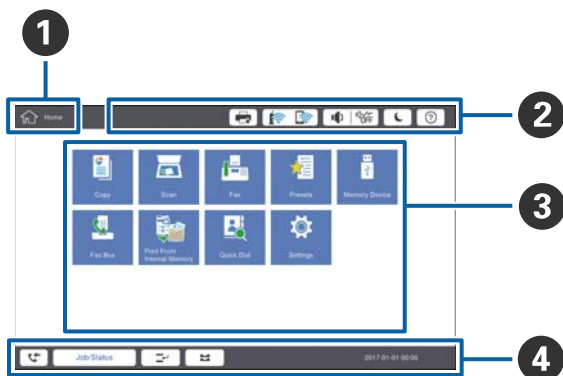 1
Home
2
Copy
Scan
Fax
Presets
Memory Device
3
Fax Box
Print From
Internal Memory
Quick Dial
Settings
Job/Status
2017-01-01 00:00
4